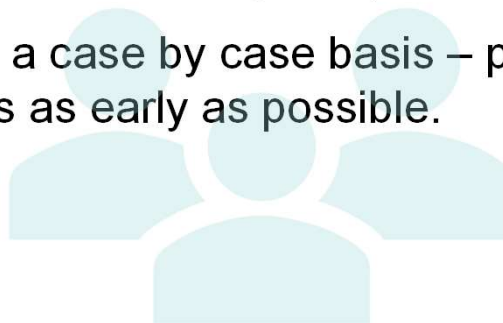 a case by case basis – p
s as early as possible.